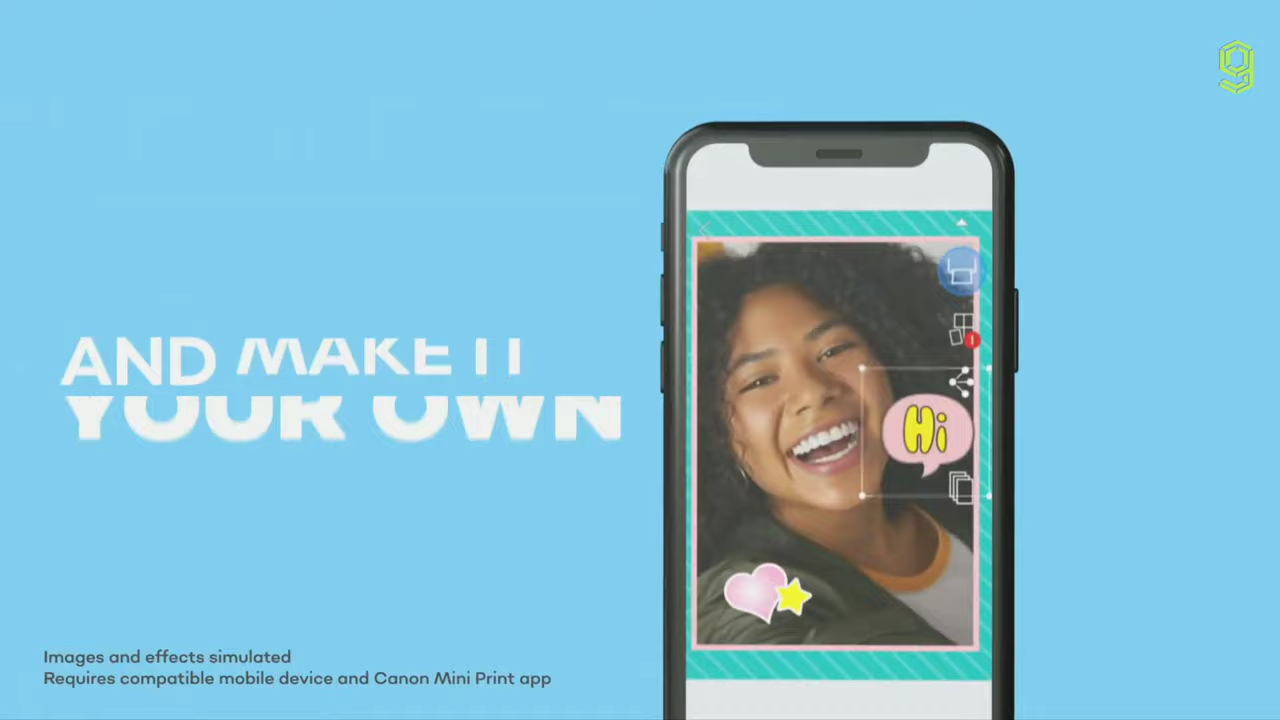 AND MAKE IT
YOUR OWN
Hi
Images and effects simulated
Requires compatible mobile device and Canon Mini Print app